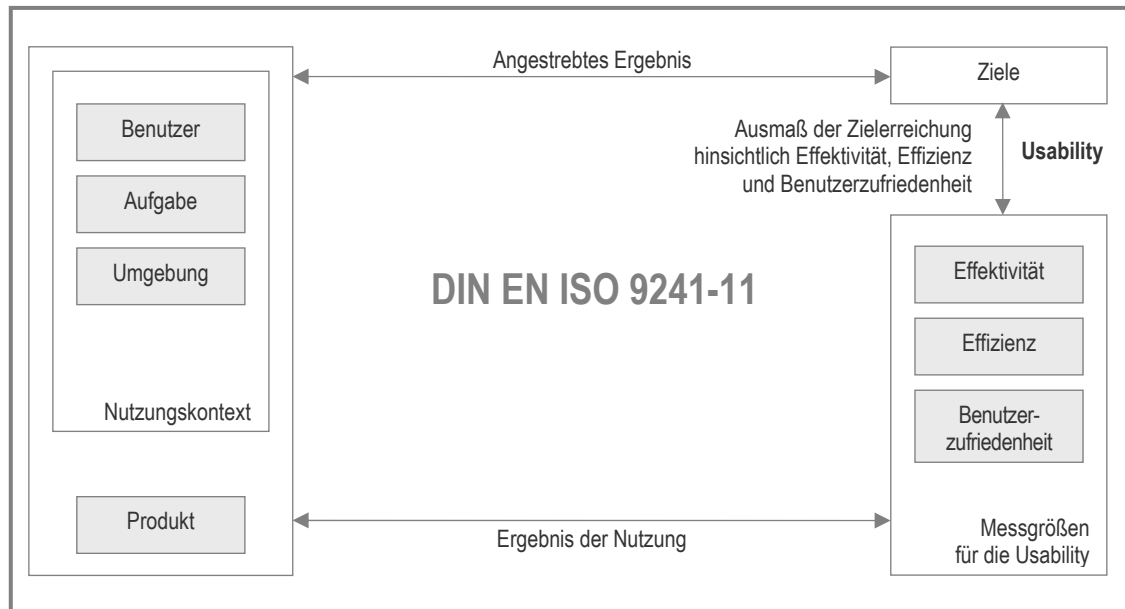 Angestrebtes Ergebnis
Ziele
Benutzer
Aufgabe
Umgebung
Nutzungskontext
Produkt
Ausmaß der Zielerreichung
hinsichtlich Effektivität, Effizienz
und Benutzerzufriedenheit
Usability
DIN EN ISO 9241-11
Effektivität
Effizienz
Benutzer-
zufriedenheit
Messgrößen
für die Usability
Ergebnis der Nutzung